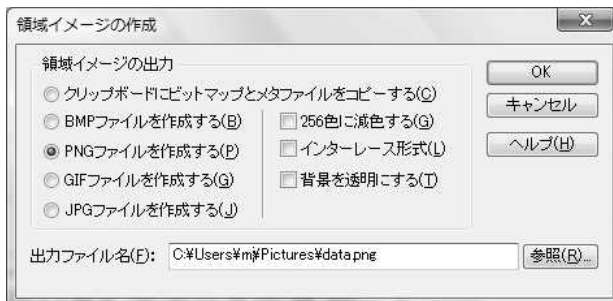 領域イメージの作成
領域イメージの出力
クリップボードにビットマップとメタファイルをコピーする(C)
BMPファイルを作成する(B)
PNGファイルを作成する(P)
GIFファイルを作成する(G)
JPGファイルを作成する(J)
256色に減色する(G)
インターレース形式(L)
背景を透明にする(T)
OK
キャンセル
ヘルプ(H)
出力ファイル名(F):
C:¥Users¥mj¥Pictures¥data.png
参照(R)...